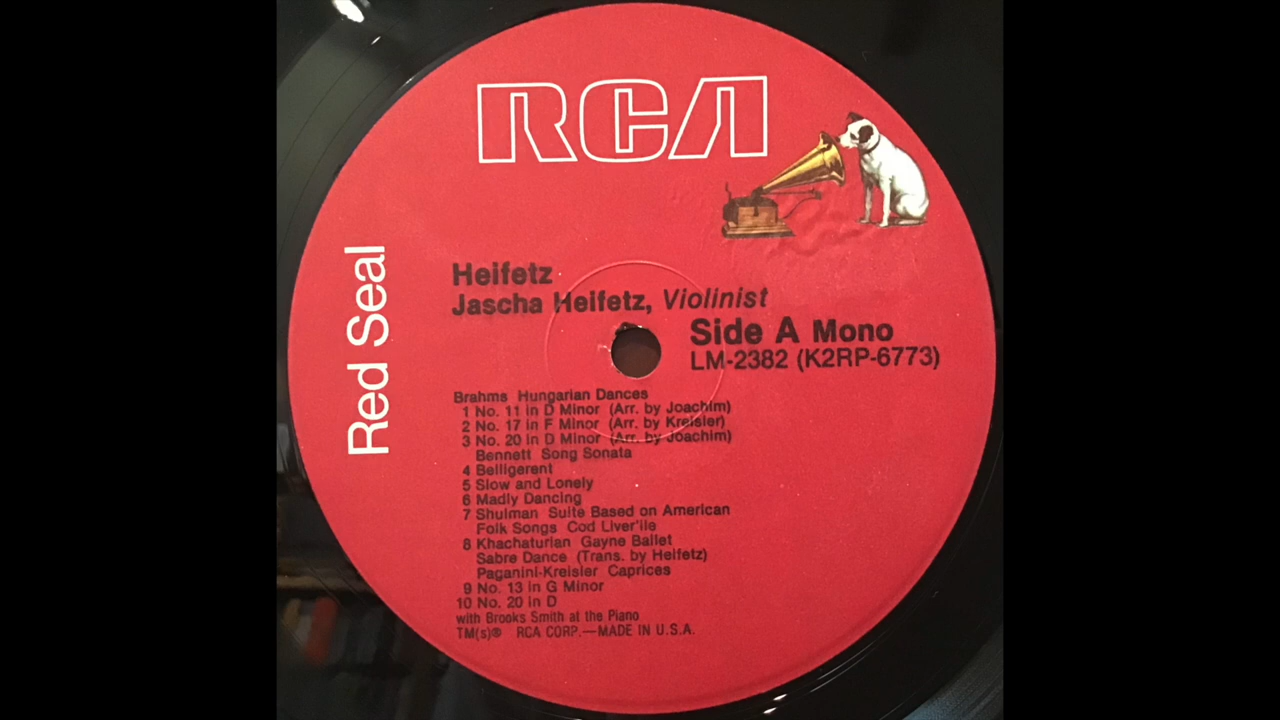 RCA
Red Seal
Heifetz
Jascha Heifetz, Violinist
Side A Mono
LM-2382 (K2RP-6773)
Brahms Hungarian Dances
1 No. 11 in D Minor (Arr. by Joachim)
2 No. 17 in F Minor (Arr. by Kreisler)
3 No. 20 in D Minor (Arr. by Joachim)
Bennett Song Sonata
4 Belligerent
5 Slow and Lonely
6 Madly Dancing
7 Shulman Suite Based on American
Folk Songs Cod Liver'ile
8 Khachaturian Gayne Ballet
Sabre Dance (Trans. by Heifetz)
Paganini-Kreisler Caprices
9 No. 13 in G Minor
10 No. 20 in D
with Brooks Smith at the Piano
TM(s)® RCA CORP.—MADE IN U.S.A.